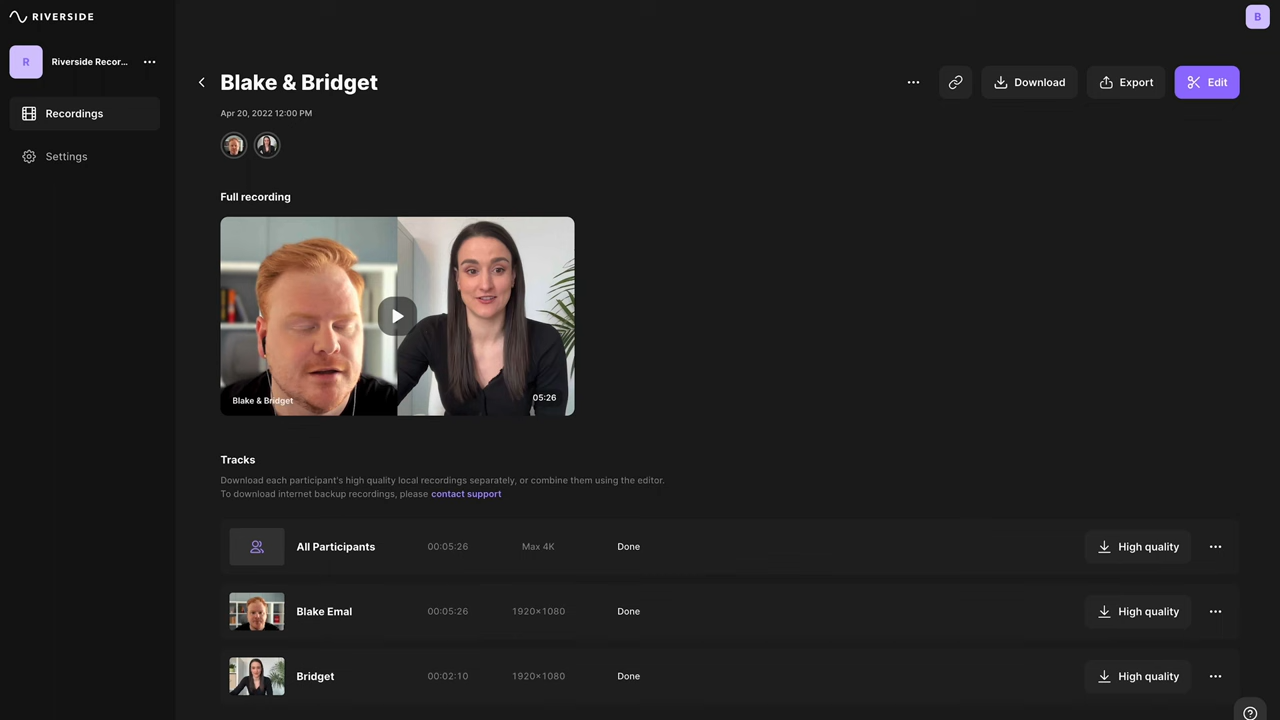 RIVERSIDE
B
R
Riverside Recor...
Recordings
Settings
Blake & Bridget
Download
Export
Edit
Apr 20, 2022 12:00 PM
Full recording
Blake & Bridget
05:26
Tracks
Download each participant's high quality local recordings separately, or combine them using the editor.
To download internet backup recordings, please contact support
All Participants 00:05:26 Max 4K Done High quality
Blake Emal 00:05:26 1920×1080 Done High quality
Bridget 00:02:10 1920×1080 Done High quality